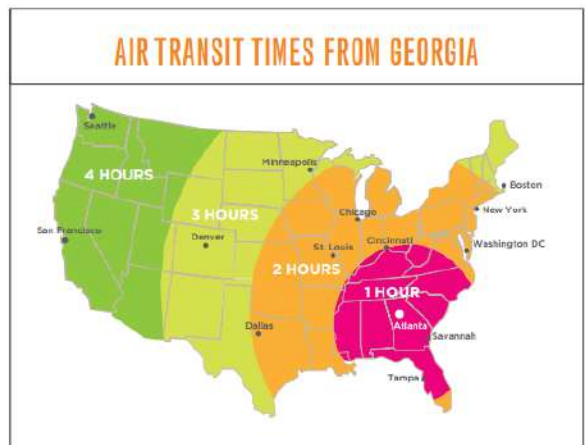 AIR TRANSIT TIMES FROM GEORGIA
Seattle
Minneapolis
4 HOURS
Boston
3 HOURS
Chicago
New York
San Francisco
Denver
St. Louis
Cincinnati
Washington DC
2 HOURS
1 HOUR
Atlanta
Dallas
Savannah
Tampa